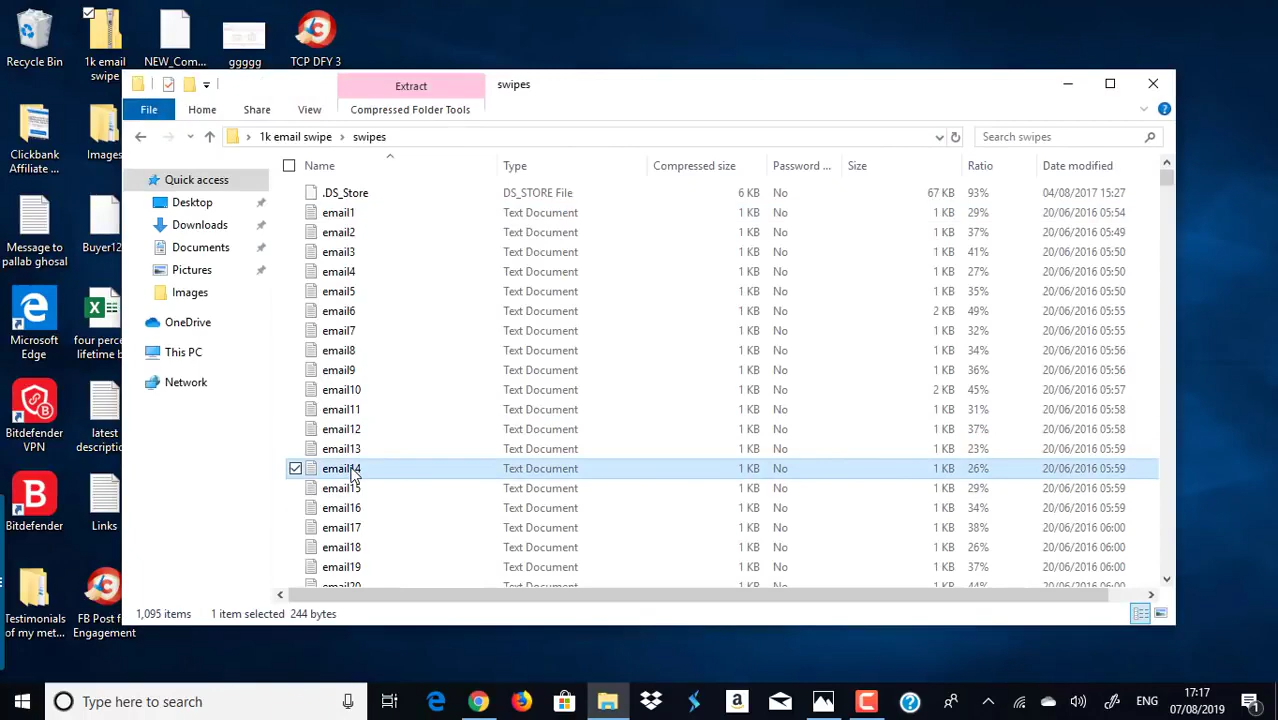 Recycle Bin
1k email
swipe
NEW_Com...
ggggg
TCP DFY 3
Clickbank
Affiliate ...
Images
Message to
pallab ghosal
Buyer12
Microsoft
Edge
four perc
lifetime b
Bitdefender
VPN
latest
descriptio
Bitdefender
Links
Testimonials
of my met...
FB Post f
Engagement
Extract
swipes
File
Home
Share
View
Compressed Folder Tools
1k email swipe
swipes
Search swipes
Quick access
Desktop
Downloads
Documents
Pictures
Images
OneDrive
This PC
Network
Name Type Compressed size Password ... Size Ratio Date modified
.DS_Store DS_STORE File 6 KB No 67 KB 93% 04/08/2017 15:27
email1 Text Document 1 KB No 1 KB 29% 20/06/2016 05:54
email2 Text Document 1 KB No 1 KB 37% 20/06/2016 05:49
email3 Text Document 1 KB No 1 KB 41% 20/06/2016 05:50
email4 Text Document 1 KB No 1 KB 27% 20/06/2016 05:50
email5 Text Document 1 KB No 1 KB 35% 20/06/2016 05:50
email6 Text Document 1 KB No 2 KB 49% 20/06/2016 05:55
email7 Text Document 1 KB No 1 KB 32% 20/06/2016 05:55
email8 Text Document 1 KB No 1 KB 34% 20/06/2016 05:56
email9 Text Document 1 KB No 1 KB 36% 20/06/2016 05:56
email10 Text Document 1 KB No 2 KB 45% 20/06/2016 05:57
email11 Text Document 1 KB No 1 KB 31% 20/06/2016 05:58
email12 Text Document 1 KB No 1 KB 37% 20/06/2016 05:58
email13 Text Document 1 KB No 1 KB 23% 20/06/2016 05:59
email14 Text Document 1 KB No 1 KB 26% 20/06/2016 05:59
email15 Text Document 1 KB No 1 KB 29% 20/06/2016 05:59
email16 Text Document 1 KB No 1 KB 34% 20/06/2016 05:59
email17 Text Document 1 KB No 1 KB 38% 20/06/2016 06:00
email18 Text Document 1 KB No 1 KB 26% 20/06/2016 06:00
email19 Text Document 1 KB No 1 KB 37% 20/06/2016 06:00
email20 Text Document 1 KB No 1 KB 44% 20/06/2016 06:00
1,095 items 1 item selected 244 bytes
Type here to search
ENG
17:17
07/08/2019
1